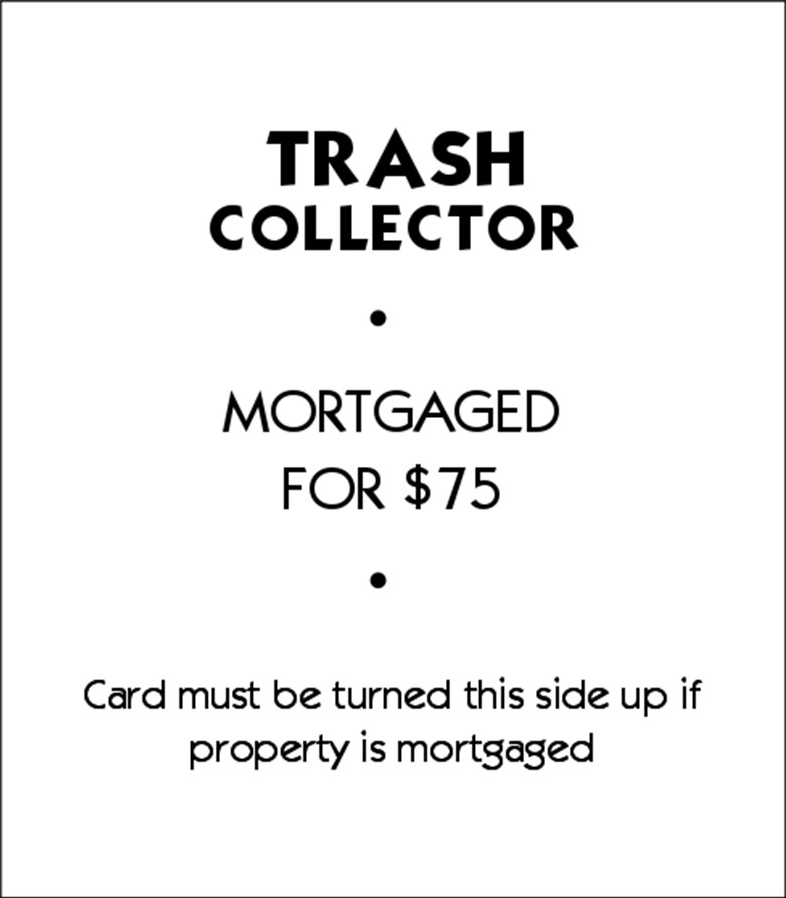 TRASH
COLLECTOR
•
MORTGAGED
FOR $75
•
Card must be turned this side up if
property is mortgaged